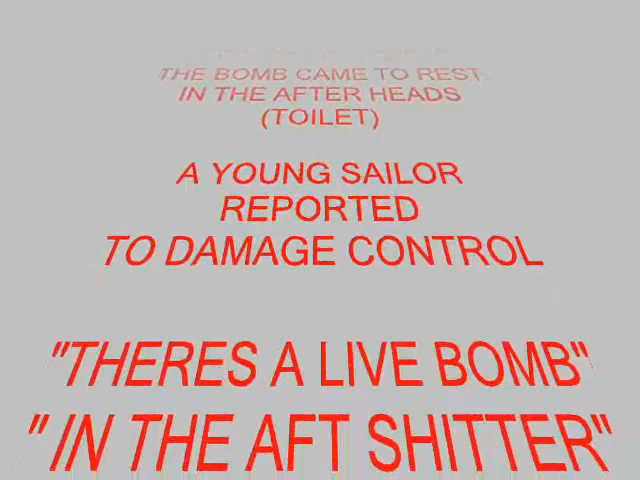 THE BOMB CAME TO REST
IN THE AFTER HEADS
(TOILET)
A YOUNG SAILOR
REPORTED
TO DAMAGE CONTROL
"THERES A LIVE BOMB"
" IN THE AFT SHITTER"